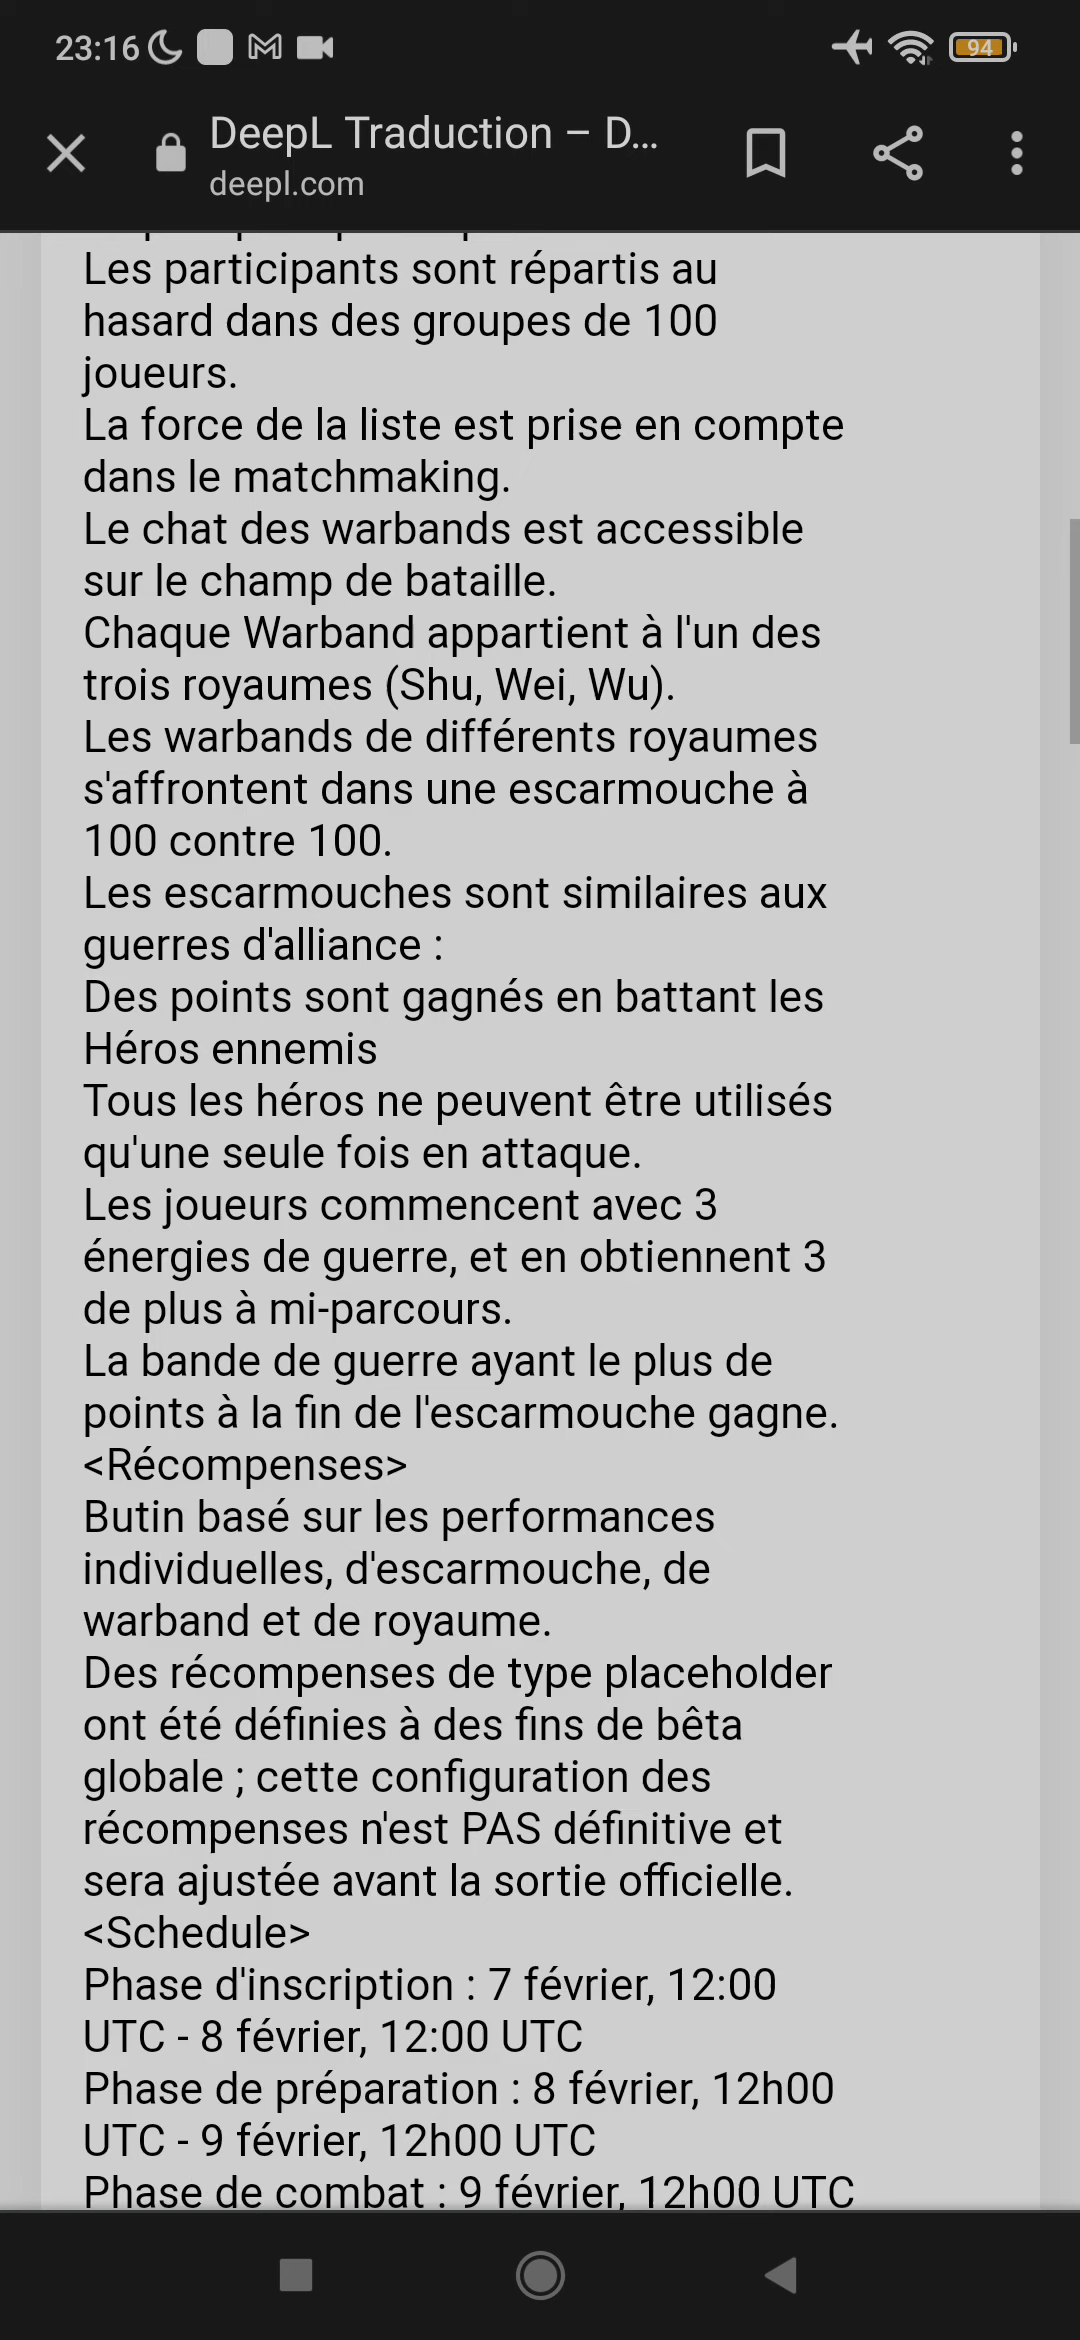 23:16
94
DeepL Traduction – D...
deepl.com
Les participants sont répartis au
hasard dans des groupes de 100
joueurs.
La force de la liste est prise en compte
dans le matchmaking.
Le chat des warbands est accessible
sur le champ de bataille.
Chaque Warband appartient à l'un des
trois royaumes (Shu, Wei, Wu).
Les warbands de différents royaumes
s'affrontent dans une escarmouche à
100 contre 100.
Les escarmouches sont similaires aux
guerres d'alliance :
Des points sont gagnés en battant les
Héros ennemis
Tous les héros ne peuvent être utilisés
qu'une seule fois en attaque.
Les joueurs commencent avec 3
énergies de guerre, et en obtiennent 3
de plus à mi-parcours.
La bande de guerre ayant le plus de
points à la fin de l'escarmouche gagne.
<Récompenses>
Butin basé sur les performances
individuelles, d'escarmouche, de
warband et de royaume.
Des récompenses de type placeholder
ont été définies à des fins de bêta
globale ; cette configuration des
récompenses n'est PAS définitive et
sera ajustée avant la sortie officielle.
<Schedule>
Phase d'inscription : 7 février, 12:00
UTC - 8 février, 12:00 UTC
Phase de préparation : 8 février, 12h00
UTC - 9 février, 12h00 UTC
Phase de combat : 9 février, 12h00 UTC